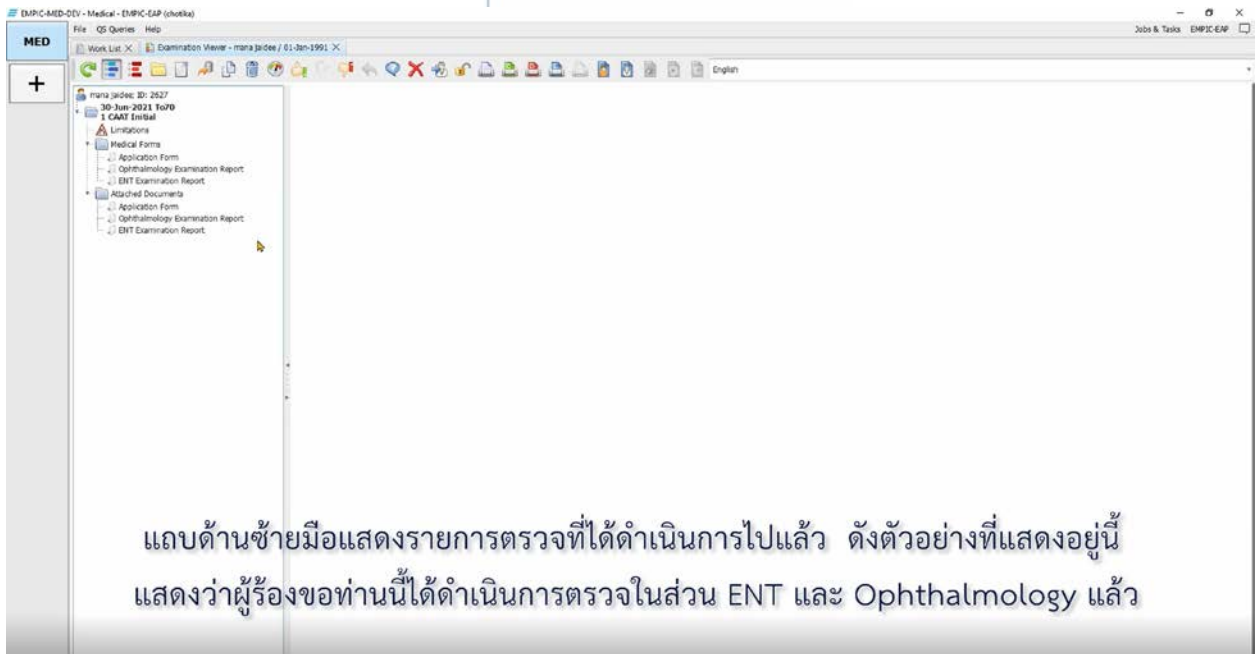 EMPIC-MED-DEV - Medical - EMPIC-EAP (chotika)
MED
File QS Queries Help
Jobs & Tasks EMPIC-EAP
Work List Examination Viewer - mana jaidee / 01-Jan-1991
English
mana jaidee; ID: 2627
30-Jun-2021 To70
1 CAAT Initial
Limitations
Medical Forms
Application Form
Ophthalmology Examination Report
ENT Examination Report
Attached Documents
Application Form
Ophthalmology Examination Report
ENT Examination Report
แถบด้านซ้ายมือแสดงรายการตรวจที่ได้ดำเนินการไปแล้ว ดังตัวอย่างที่แสดงอยู่นี้
แสดงว่าผู้ร้องขอท่านนี้ได้ดำเนินการตรวจในส่วน ENT และ Ophthalmology แล้ว